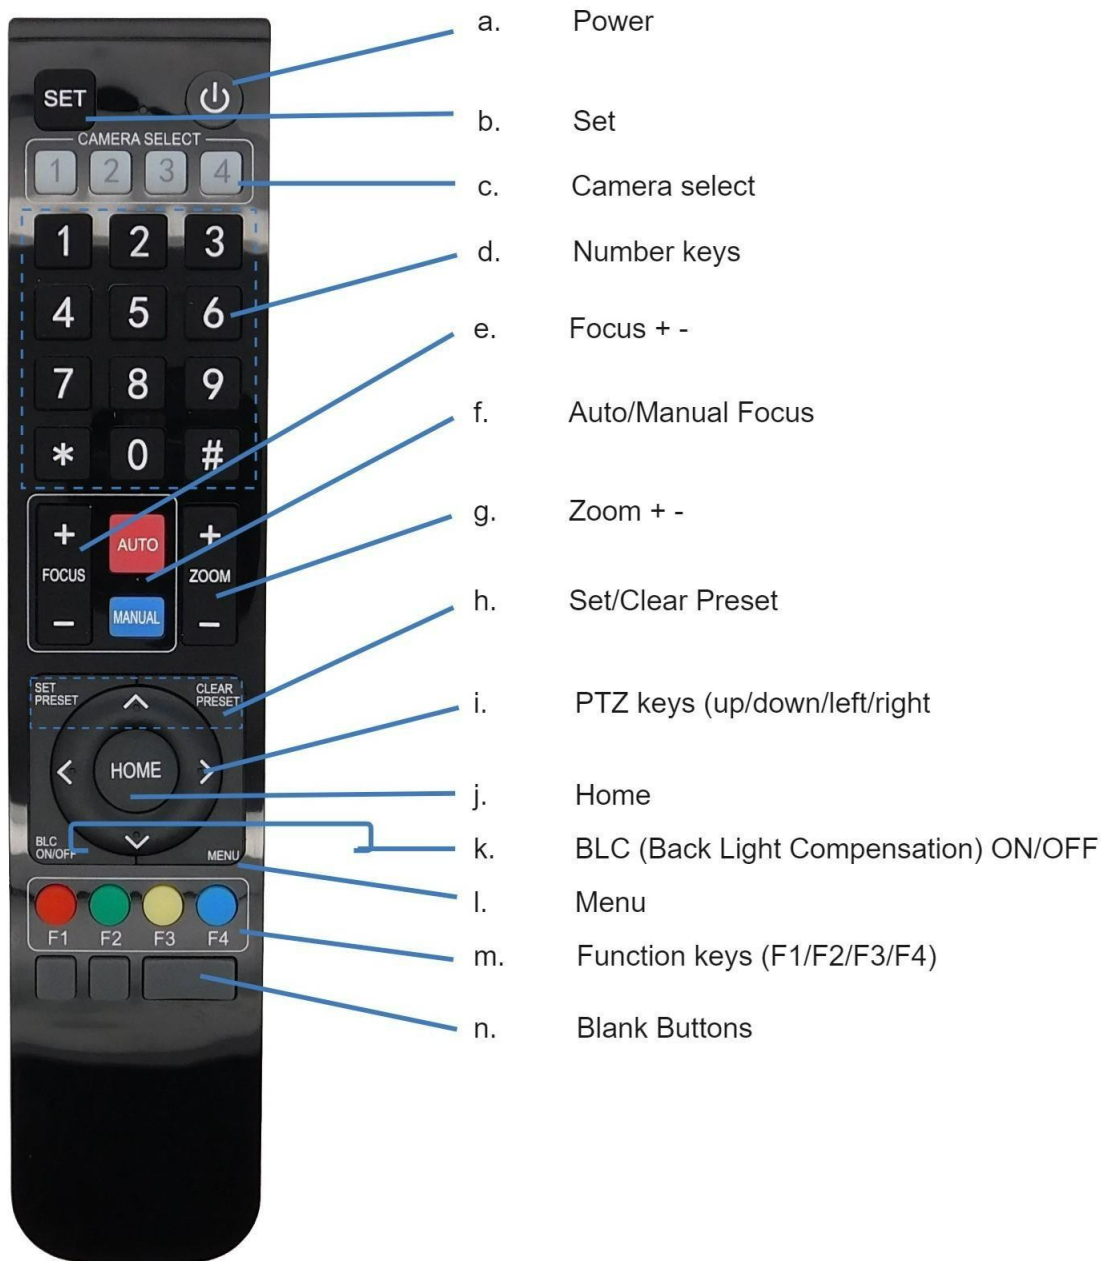 a. Power
SET
b. Set
CAMERA SELECT
1 2 3 4
c. Camera select
1 2 3
d. Number keys
4 5 6
e. Focus + -
7 8 9
f. Auto/Manual Focus
* 0 #
g. Zoom + -
+ AUTO +
FOCUS ZOOM
- MANUAL -
h. Set/Clear Preset
SET
PRESET
CLEAR
PRESET
i. PTZ keys (up/down/left/right
HOME
j. Home
BLC
ON/OFF
MENU
k. BLC (Back Light Compensation) ON/OFF
l. Menu
F1 F2 F3 F4
m. Function keys (F1/F2/F3/F4)
n. Blank Buttons